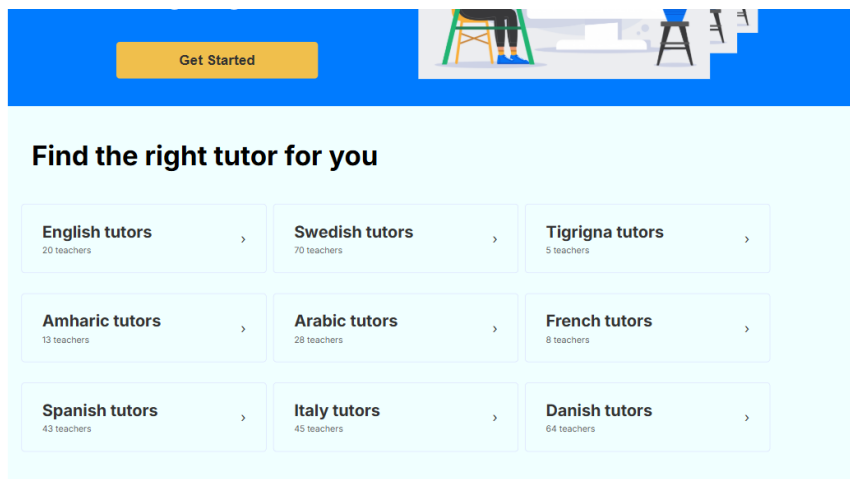 Get Started
Find the right tutor for you
English tutors
20 teachers
›
Swedish tutors
70 teachers
›
Tigrigna tutors
5 teachers
›
Amharic tutors
13 teachers
›
Arabic tutors
28 teachers
›
French tutors
8 teachers
›
Spanish tutors
43 teachers
›
Italy tutors
45 teachers
›
Danish tutors
64 teachers
›